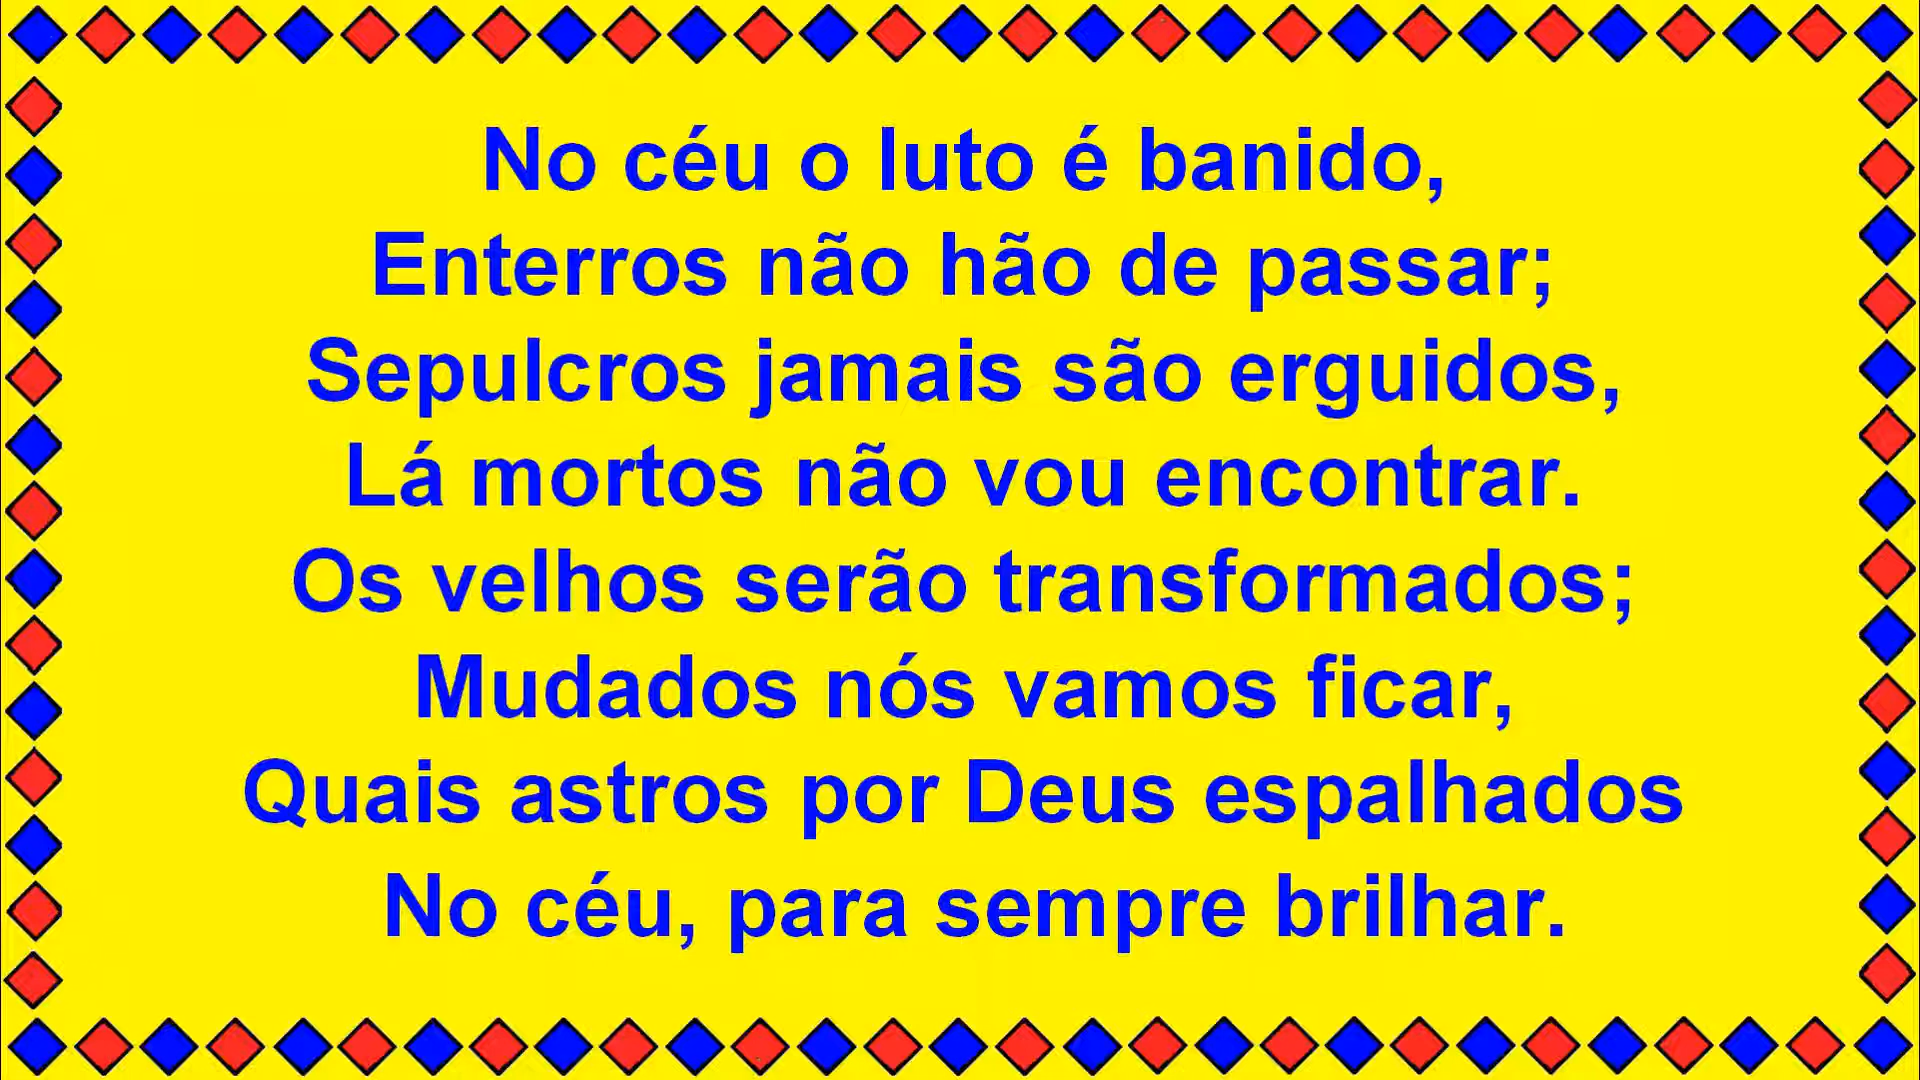 No céu o luto é banido,
Enterros não hão de passar;
Sepulcros jamais são erguidos,
Lá mortos não vou encontrar.
Os velhos serão transformados;
Mudados nós vamos ficar,
Quais astros por Deus espalhados
No céu, para sempre brilhar.